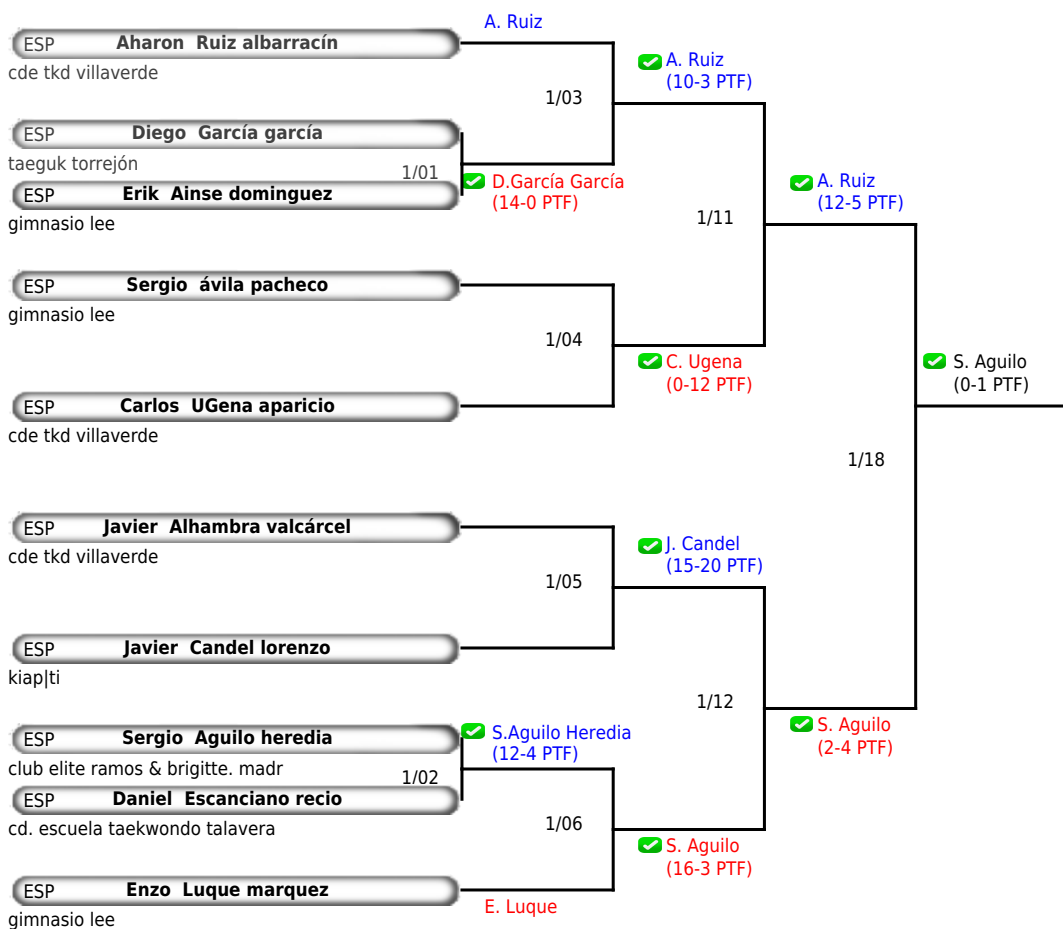 A. Ruiz
ESP Aharon Ruiz albarracín
cde tkd villaverde
A. Ruiz
(10-3 PTF)
1/03
ESP Diego García garcía
taeguk torrejón
1/01
D.García García
(14-0 PTF)
ESP Erik Ainse dominguez
gimnasio lee
A. Ruiz
(12-5 PTF)
1/11
ESP Sergio ávila pacheco
gimnasio lee
1/04
C. Ugena
(0-12 PTF)
S. Aguilo
(0-1 PTF)
ESP Carlos UGena aparicio
cde tkd villaverde
1/18
ESP Javier Alhambra valcárcel
cde tkd villaverde
J. Candel
(15-20 PTF)
1/05
ESP Javier Candel lorenzo
kiap|ti
1/12
S. Aguilo
(2-4 PTF)
ESP Sergio Aguilo heredia
club elite ramos & brigitte. madr
S.Aguilo Heredia
(12-4 PTF)
1/02
ESP Daniel Escanciano recio
cd. escuela taekwondo talavera
1/06
S. Aguilo
(16-3 PTF)
ESP Enzo Luque marquez
gimnasio lee
E. Luque